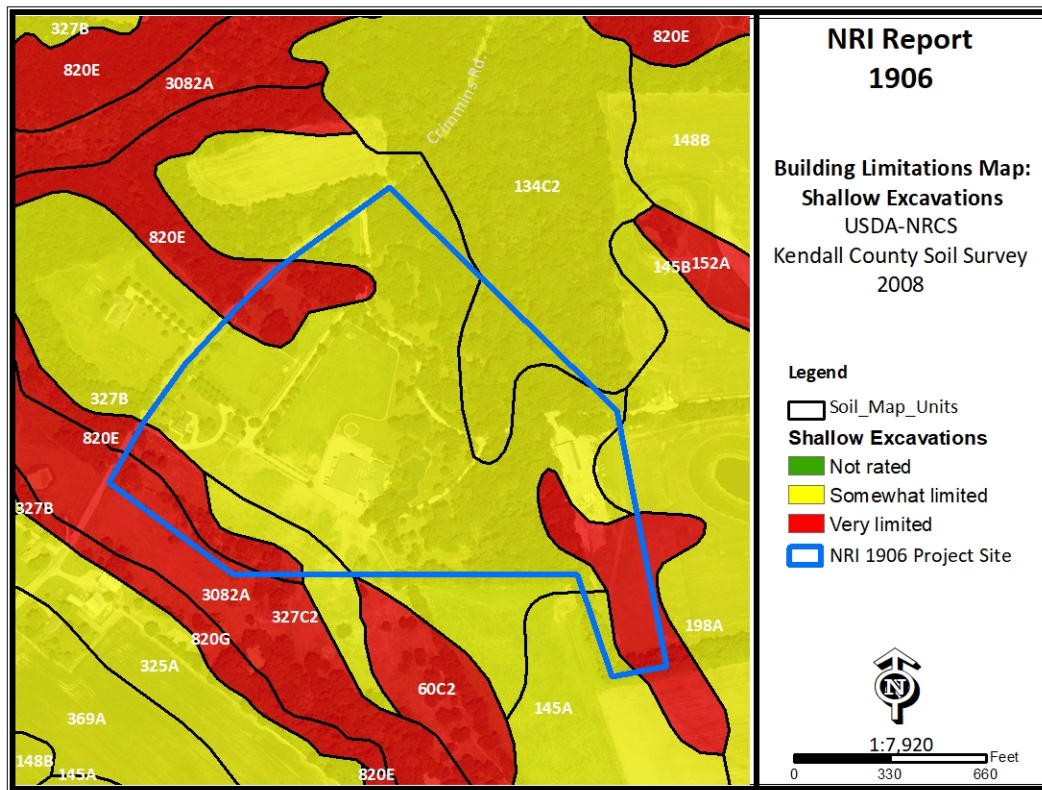 327B
820E
3082A
Crimmins Rd.
820E
148B
134C2
820E
145B
152A
327B
820E
327B
3082A
327C2
820G
198A
325A
60C2
145A
369A
148B
145A
820E
NRI Report
1906
Building Limitations Map:
Shallow Excavations
USDA-NRCS
Kendall County Soil Survey
2008
Legend
Soil_Map_Units
Shallow Excavations
Not rated
Somewhat limited
Very limited
NRI 1906 Project Site
N
1:7,920
Feet
0 330 660